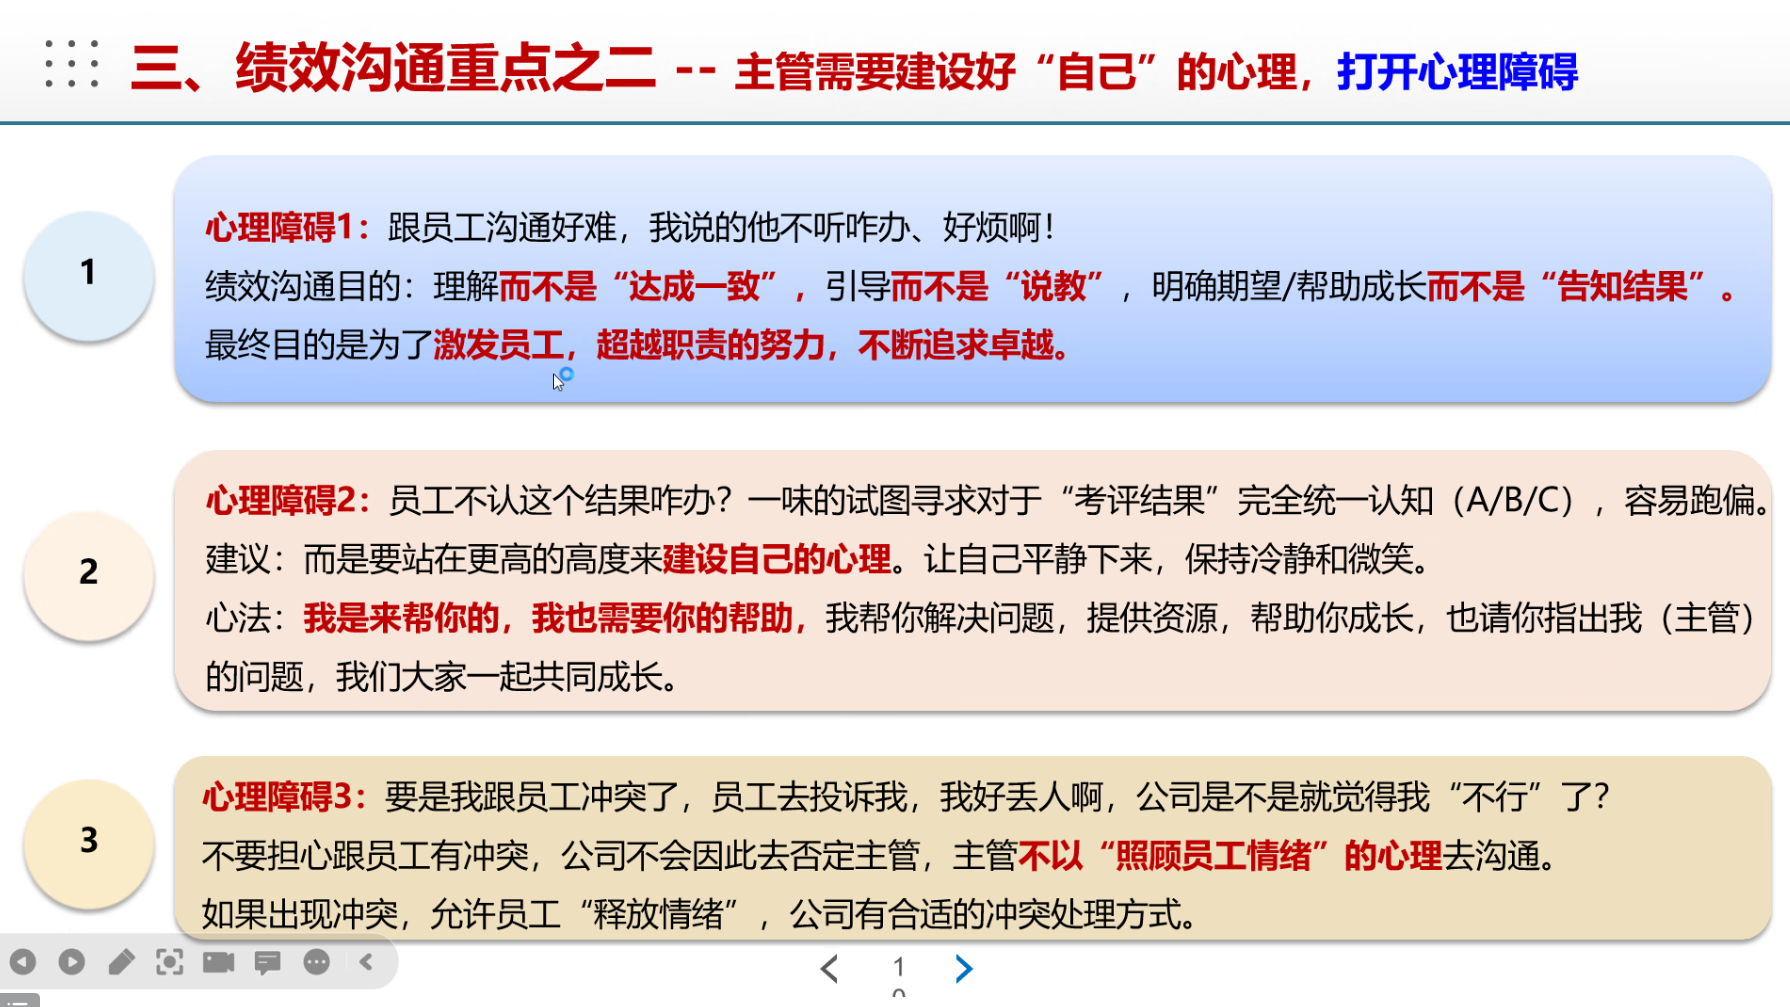 三、绩效沟通重点之二 -- 主管需要建设好“自己”的心理，打开心理障碍
1
心理障碍1：跟员工沟通好难，我说的他不听咋办、好烦啊！
绩效沟通目的：理解而不是“达成一致”，引导而不是“说教”，明确期望/帮助成长而不是“告知结果”。
最终目的是为了激发员工，超越职责的努力，不断追求卓越。
2
心理障碍2：员工不认这个结果咋办？一味的试图寻求对于“考评结果”完全统一认知（A/B/C），容易跑偏。
建议：而是要站在更高的高度来建设自己的心理。让自己平静下来，保持冷静和微笑。
心法：我是来帮你的，我也需要你的帮助，我帮你解决问题，提供资源，帮助你成长，也请你指出我（主管）
的问题，我们大家一起共同成长。
3
心理障碍3：要是我跟员工冲突了，员工去投诉我，我好丢人啊，公司是不是就觉得我“不行”了？
不要担心跟员工有冲突，公司不会因此去否定主管，主管不以“照顾员工情绪”的心理去沟通。
如果出现冲突，允许员工“释放情绪”，公司有合适的冲突处理方式。
1